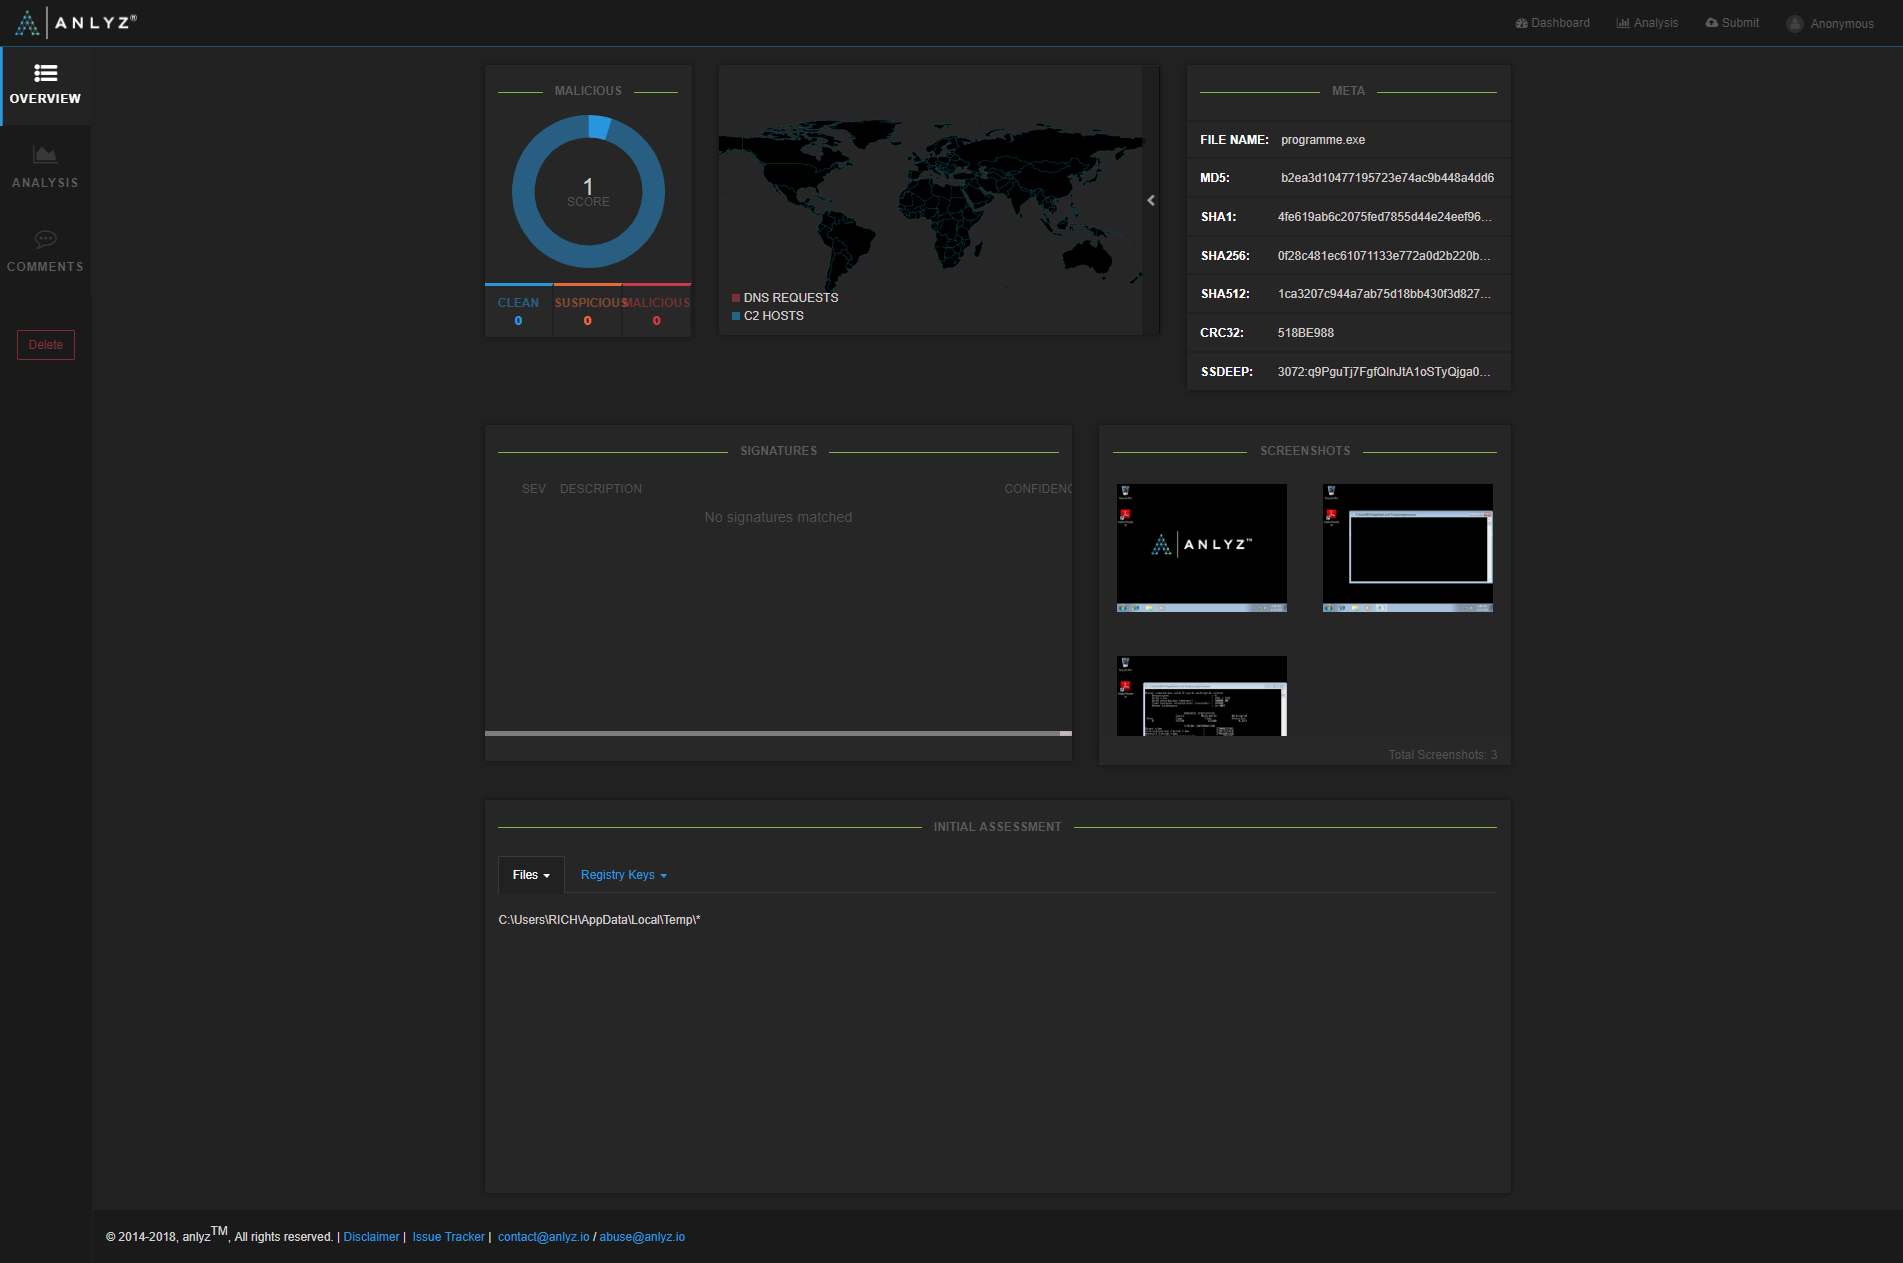 ANLYZ®
Dashboard
Analysis
Submit
Anonymous
OVERVIEW
ANALYSIS
COMMENTS
Delete
MALICIOUS
1
SCORE
CLEAN
0
SUSPICIOUS
0
MALICIOUS
0
DNS REQUESTS
C2 HOSTS
META
FILE NAME: programme.exe
MD5: b2ea3d10477195723e74ac9b448a4dd6
SHA1: 4fe619ab6c2075fed7855d44e24eef96...
SHA256: 0f28c481ec61071133e772a0d2b220b...
SHA512: 1ca3207c944a7ab75d18bb430f3d827...
CRC32: 518BE988
SSDEEP: 3072:q9PguTj7FgfQInJtA1oSTyQjga0...
SIGNATURES
SEV DESCRIPTION CONFIDENC
No signatures matched
SCREENSHOTS
ANLYZ™
Total Screenshots: 3
INITIAL ASSESSMENT
Files
Registry Keys
C:\Users\RICH\AppData\Local\Temp\*
© 2014-2018, anlyzTM, All rights reserved. | Disclaimer | Issue Tracker | contact@anlyz.io / abuse@anlyz.io